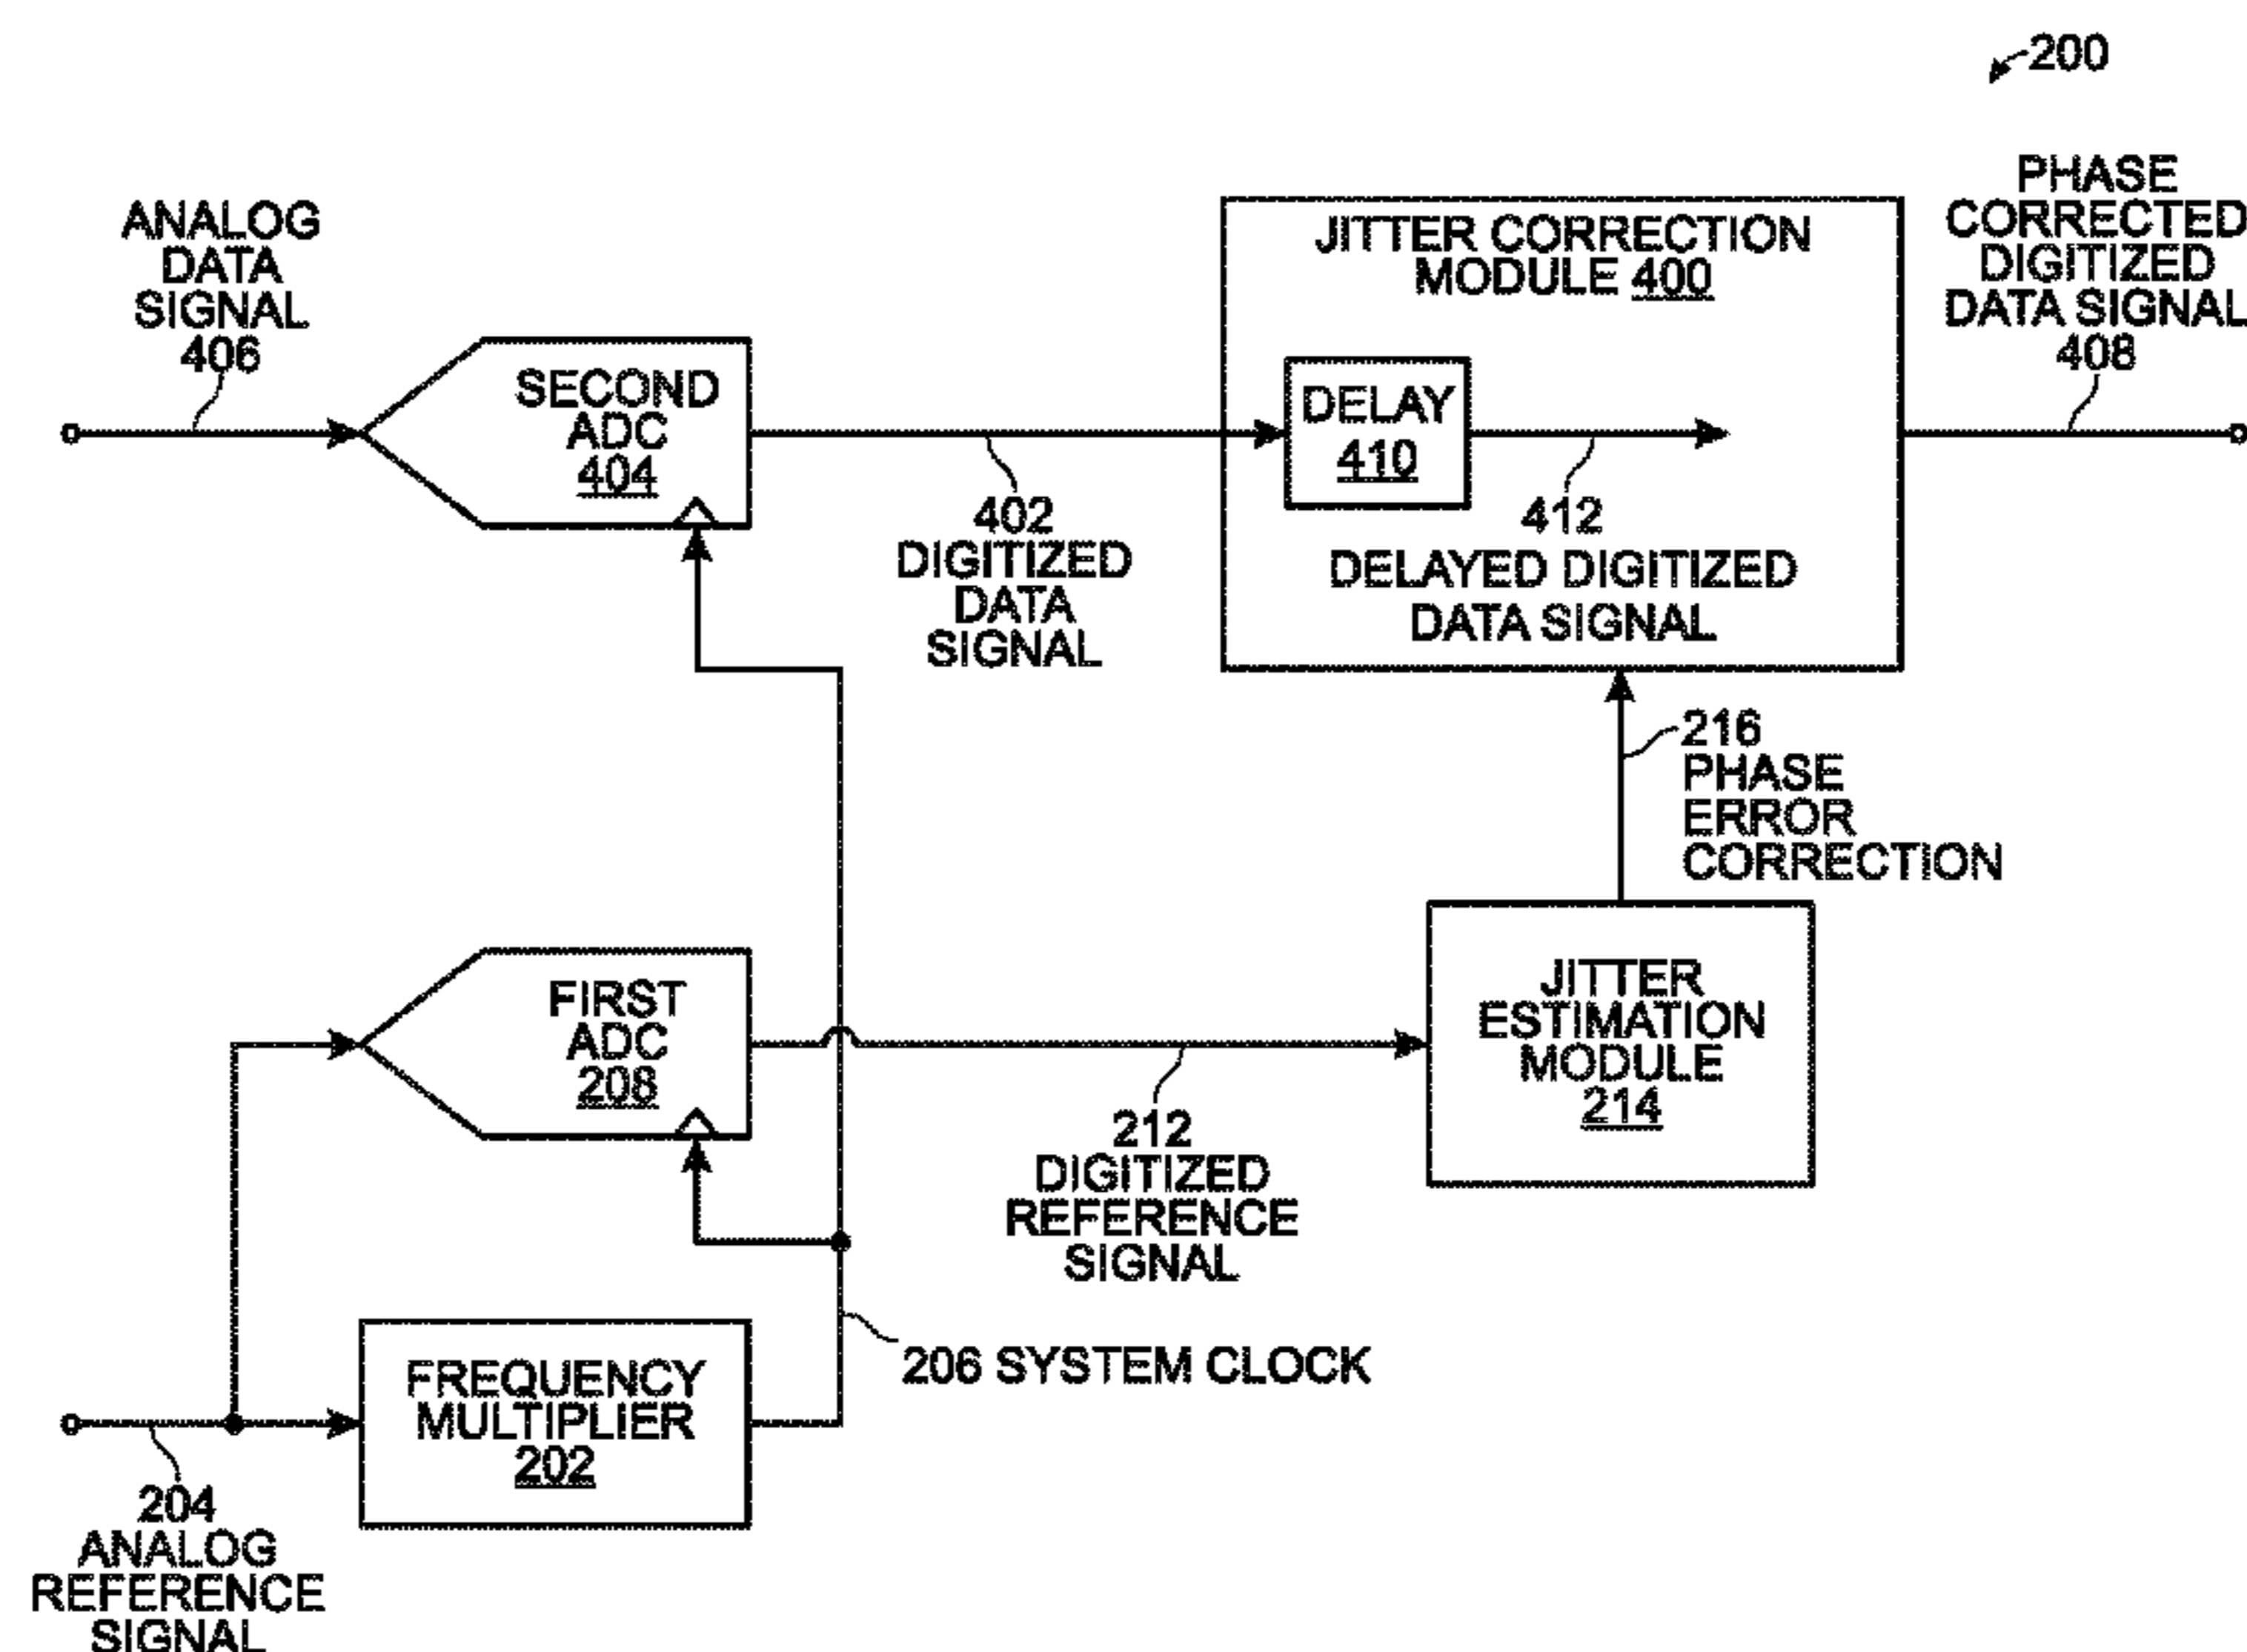 200
ANALOG
DATA
SIGNAL
406
SECOND
ADC
404
402
DIGITIZED
DATA
SIGNAL
JITTER CORRECTION
MODULE 400
DELAY
410
412
DELAYED DIGITIZED
DATA SIGNAL
PHASE
CORRECTED
DIGITIZED
DATA SIGNAL
408
216
PHASE
ERROR
CORRECTION
FIRST
ADC
208
212
DIGITIZED
REFERENCE
SIGNAL
JITTER
ESTIMATION
MODULE
214
FREQUENCY
MULTIPLIER
202
206 SYSTEM CLOCK
204
ANALOG
REFERENCE
SIGNAL